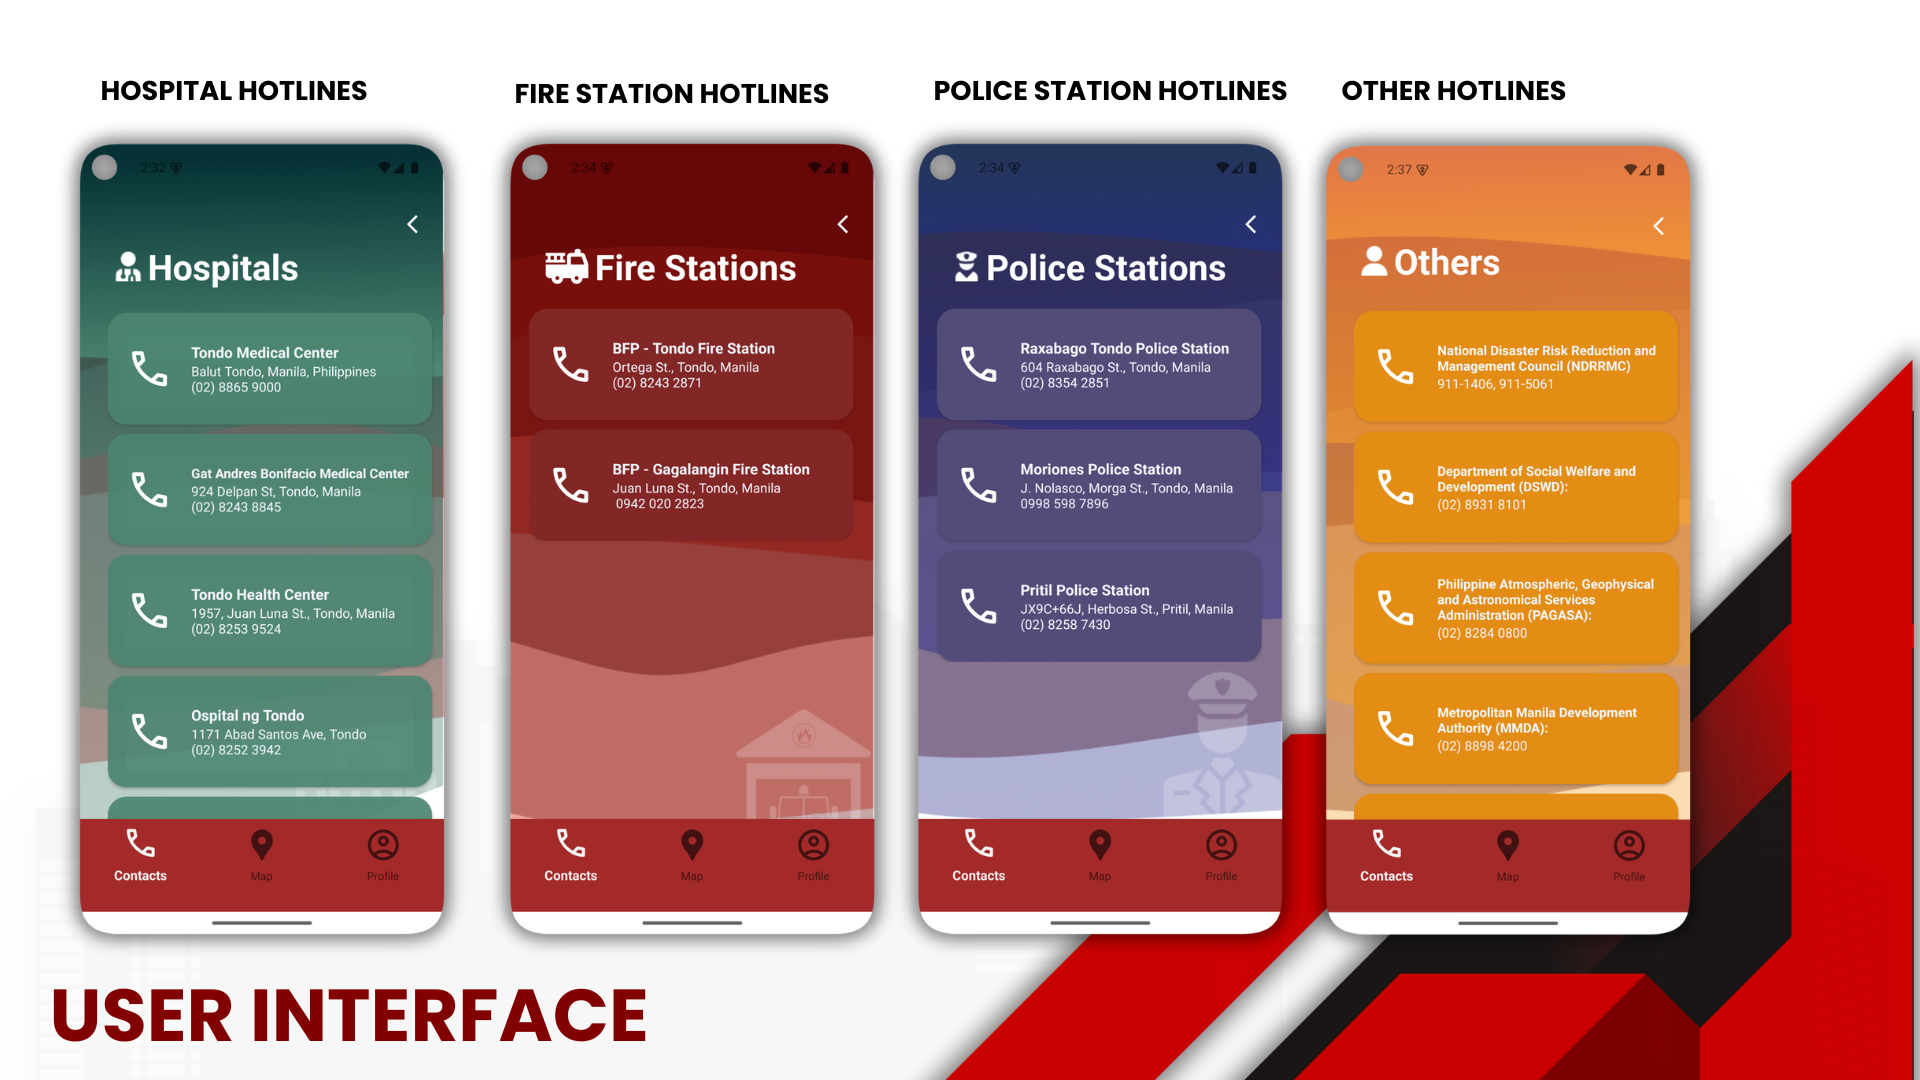 HOSPITAL HOTLINES
FIRE STATION HOTLINES
POLICE STATION HOTLINES
OTHER HOTLINES
2:32
Hospitals
Tondo Medical Center
Balut Tondo, Manila, Philippines
(02) 8865 9000
Gat Andres Bonifacio Medical Center
924 Delpan St, Tondo, Manila
(02) 8243 8845
Tondo Health Center
1957, Juan Luna St., Tondo, Manila
(02) 8253 9524
Ospital ng Tondo
1171 Abad Santos Ave, Tondo
(02) 8252 3942
Contacts
Map
Profile
2:34
Fire Stations
BFP - Tondo Fire Station
Ortega St., Tondo, Manila
(02) 8243 2871
BFP - Gagalangin Fire Station
Juan Luna St., Tondo, Manila
0942 020 2823
Contacts
Map
Profile
2:34
Police Stations
Raxabago Tondo Police Station
604 Raxabago St., Tondo, Manila
(02) 8354 2851
Moriones Police Station
J. Nolasco, Morga St., Tondo, Manila
0998 598 7896
Pritil Police Station
JX9C+66J, Herbosa St., Pritil, Manila
(02) 8258 7430
Contacts
Map
Profile
2:37
Others
National Disaster Risk Reduction and
Management Council (NDRRMC)
911-1406, 911-5061
Department of Social Welfare and
Development (DSWD):
(02) 8931 8101
Philippine Atmospheric, Geophysical
and Astronomical Services
Administration (PAGASA):
(02) 8284 0800
Metropolitan Manila Development
Authority (MMDA):
(02) 8898 4200
Contacts
Map
Profile
USER INTERFACE